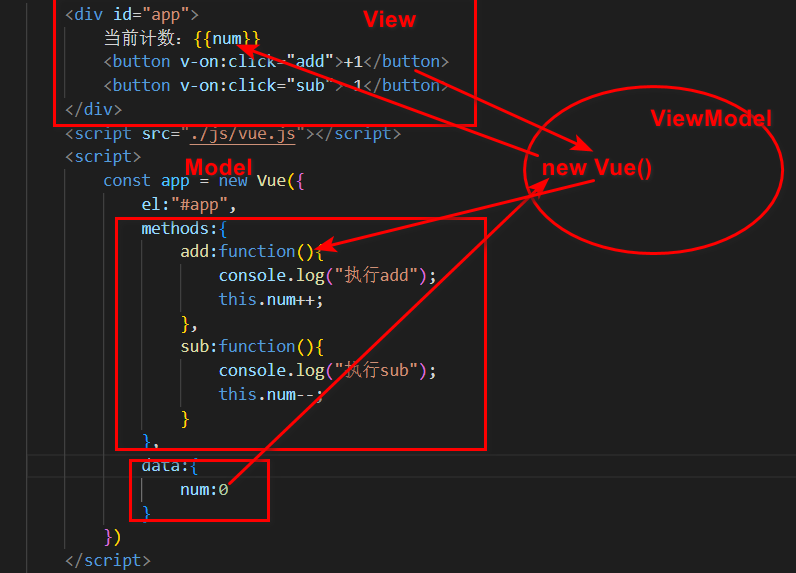 <div id="app">
View
当前计数：{{num}}
<button v-on:click="add">+1</button>
<button v-on:click="sub">-1</button>
</div>
ViewModel
<script src="./js/vue.js"></script>
<script>
Model
new Vue()
const app = new Vue({
el:"#app",
methods:{
add:function(){
console.log("执行add");
this.num++;
},
sub:function(){
console.log("执行sub");
this.num--;
}
},
data:{
num:0
}
})
</script>